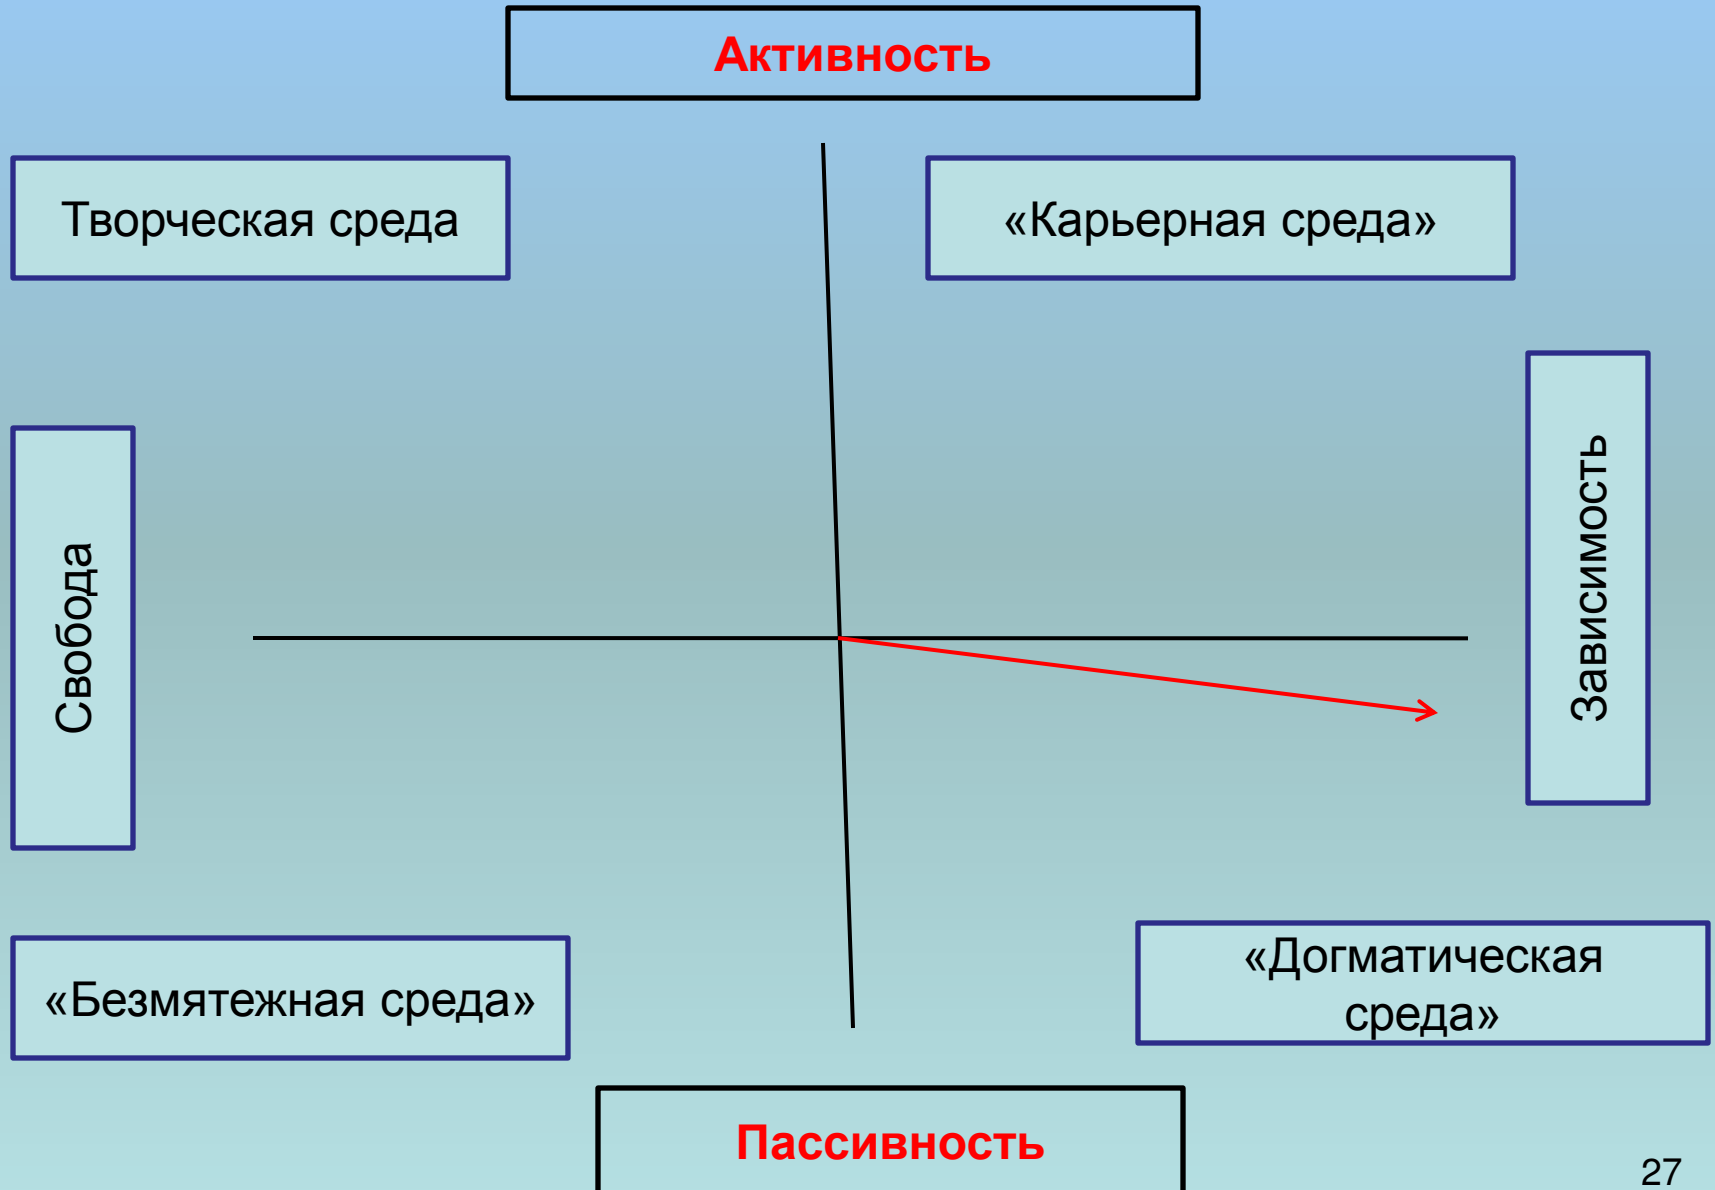 Активность
Творческая среда
«Карьерная среда»
Свобода
Зависимость
«Безмятежная среда»
«Догматическая
среда»
Пассивность
27